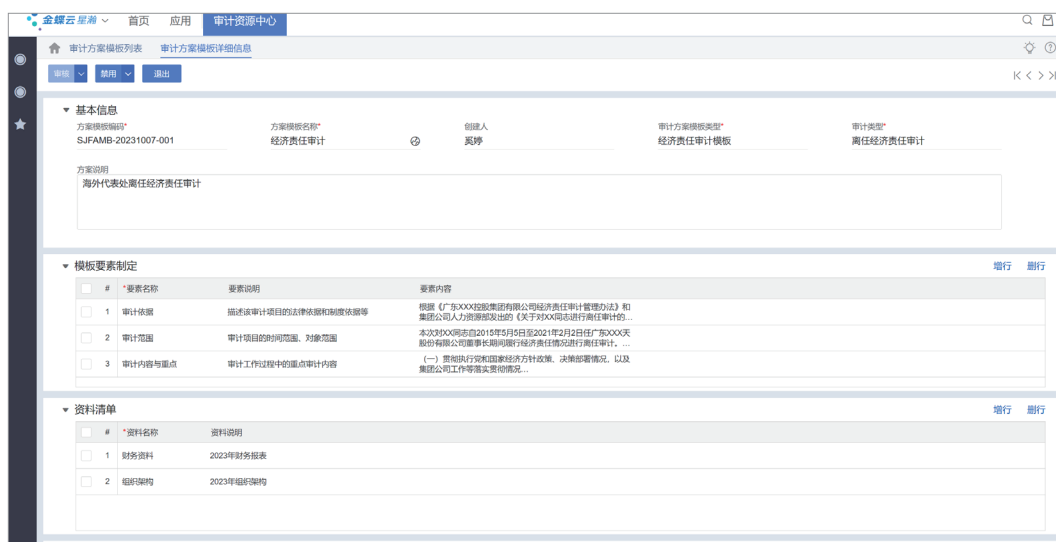 金蝶云星瀚 首页 应用 审计资源中心
审计方案模板列表 审计方案模板详细信息
审核 禁用 退出
基本信息
方案模板编码* 方案模板名称* 创建人 审计方案模板类型* 审计类型*
SJFAMB-20231007-001 经济责任审计 奚婷 经济责任审计模板 离任经济责任审计
方案说明
海外代表处离任经济责任审计
模板要素制定 增行 删行
# *要素名称 要素说明 要素内容
1 审计依据 描述该审计项目的法律依据和制度依据等 根据《广东XXX控股集团有限公司经济责任审计管理办法》和
集团公司人力资源部发出的《关于对XX同志进行离任审计的...
2 审计范围 审计项目的时间范围、对象范围 本次对XX同志自2015年5月5日至2021年2月2日任广东XXX天
股份有限公司董事长期间履行经济责任情况进行离任审计。...
3 审计内容与重点 审计工作过程中的重点审计内容 （一）贯彻执行党和国家经济方针政策、决策部署情况，以及
集团公司工作等落实贯彻情况...
资料清单 增行 删行
# *资料名称 资料说明
1 财务资料 2023年财务报表
2 组织架构 2023年组织架构